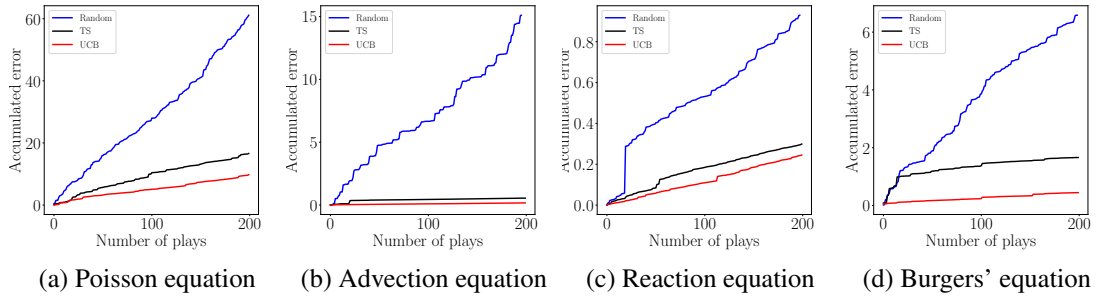 Accumulated error
60
40
20
0
Random
TS
UCB
0
100
200
Number of plays
(a) Poisson equation
Accumulated error
15
10
5
0
Random
TS
UCB
0
100
200
Number of plays
(b) Advection equation
Accumulated error
0.8
0.6
0.4
0.2
0.0
Random
TS
UCB
0
100
200
Number of plays
(c) Reaction equation
Accumulated error
6
4
2
0
Random
TS
UCB
0
100
200
Number of plays
(d) Burgers' equation